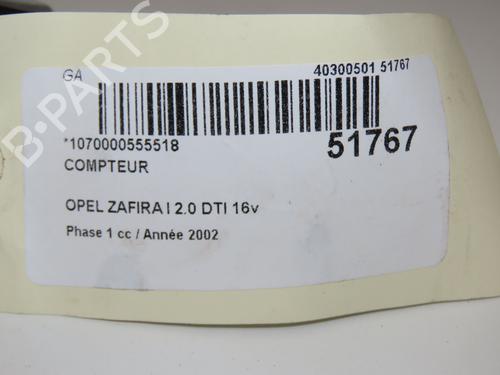 GA 40300501 51767
*1070000555518 51767
COMPTEUR
OPEL ZAFIRA I 2.0 DTI 16v
Phase 1 cc / Année 2002
B-PARTS